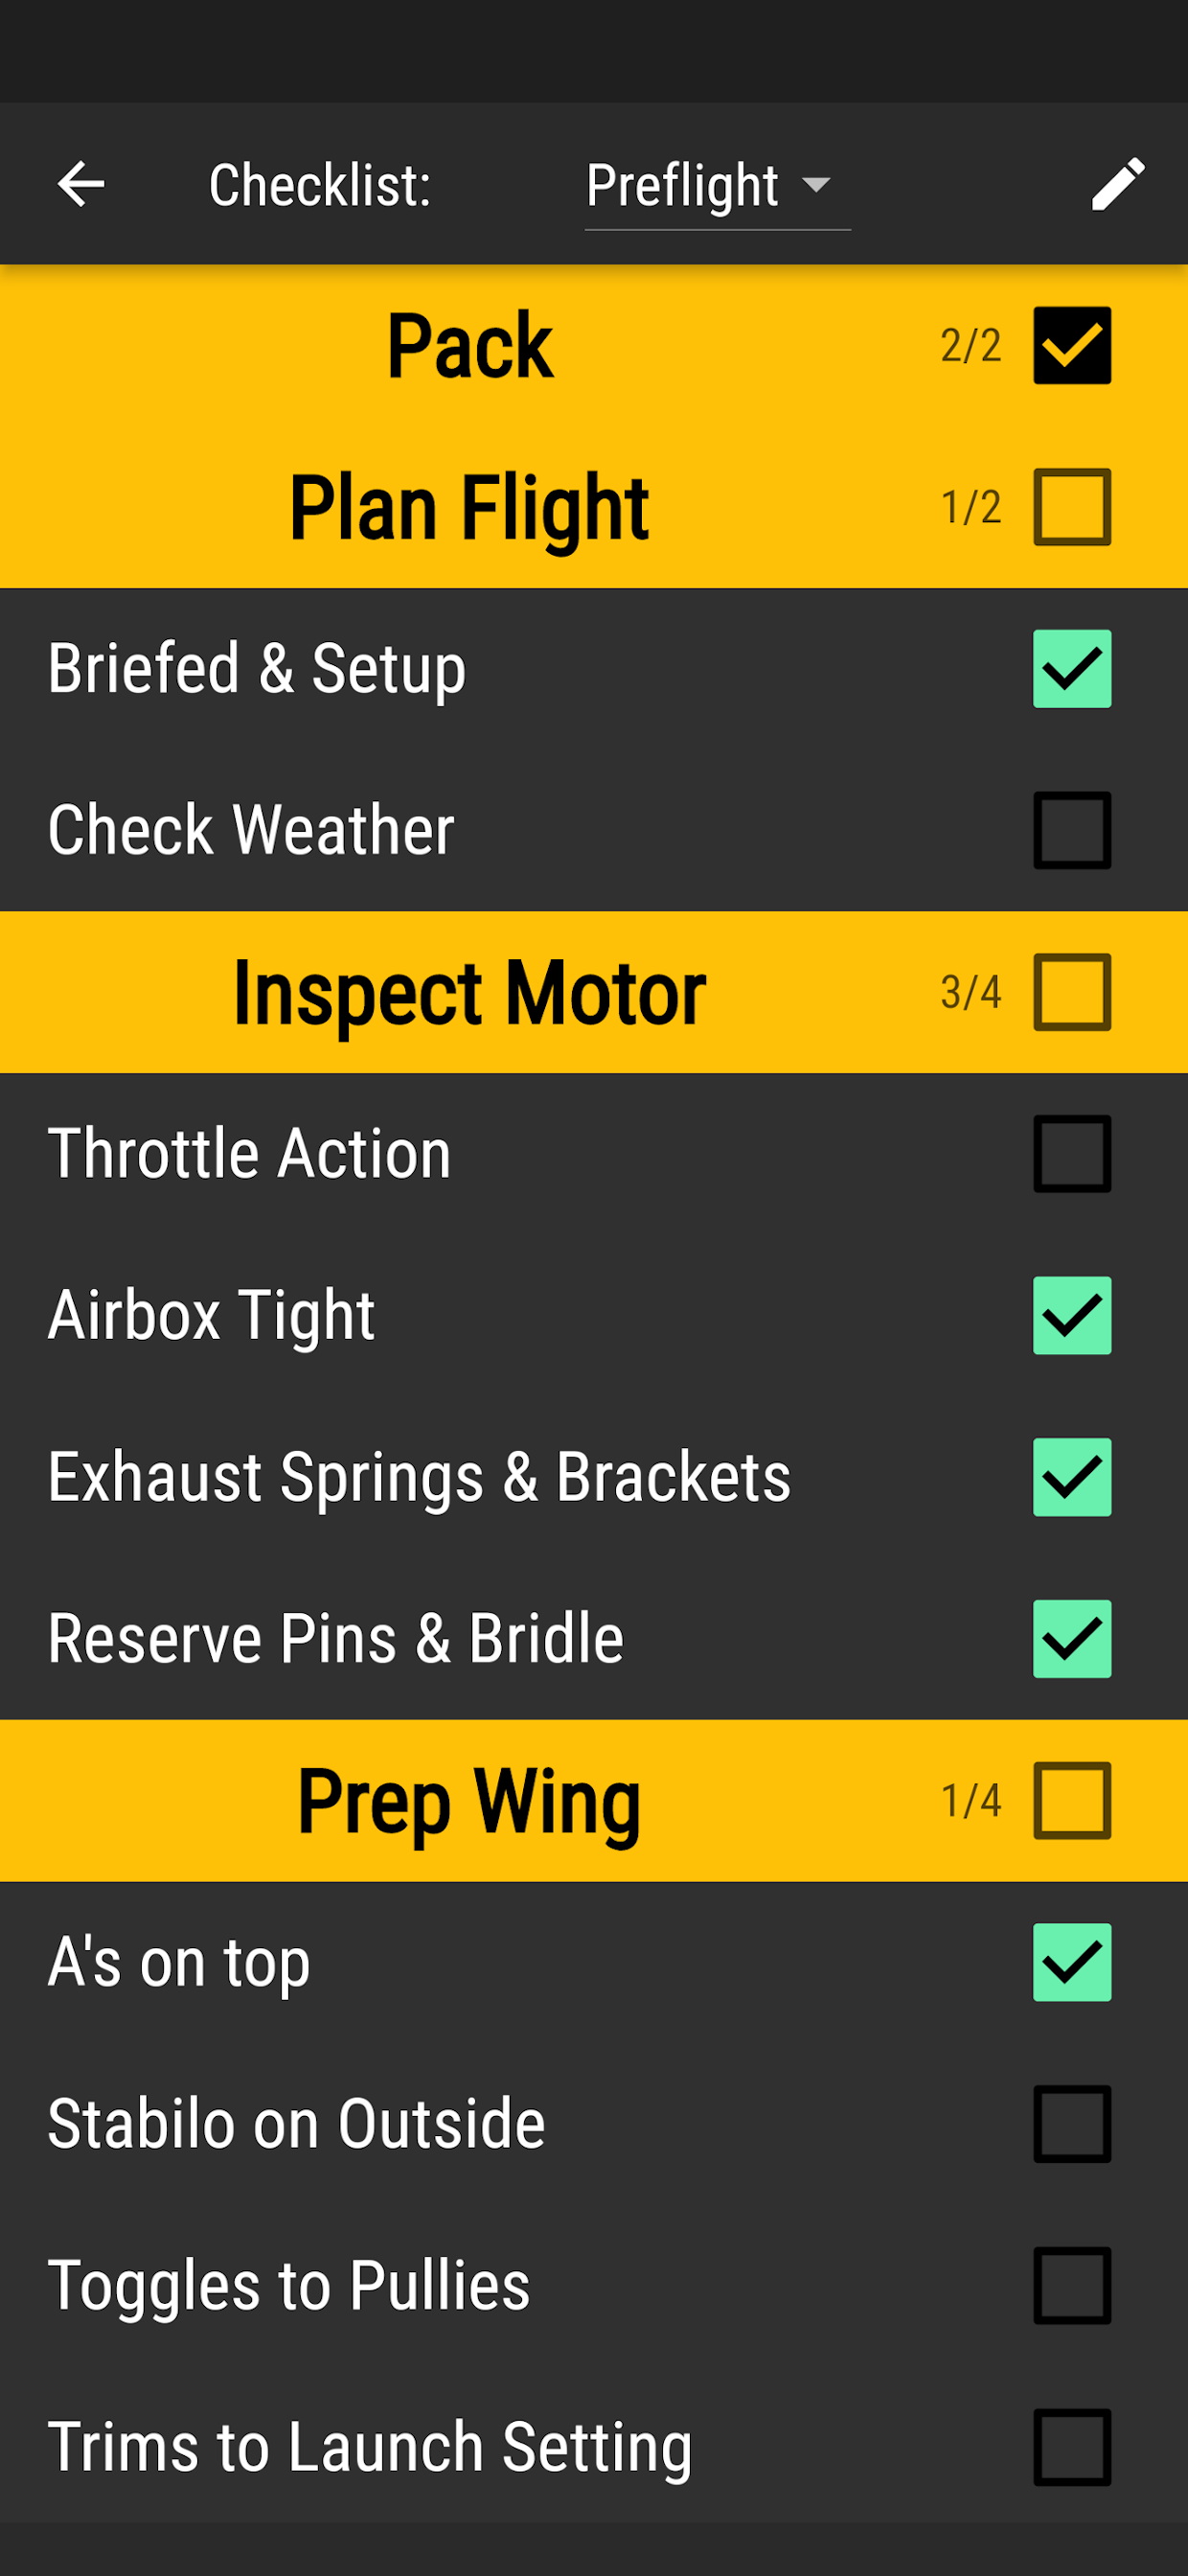 Checklist: Preflight
Pack 2/2
Plan Flight 1/2
Briefed & Setup
Check Weather
Inspect Motor 3/4
Throttle Action
Airbox Tight
Exhaust Springs & Brackets
Reserve Pins & Bridle
Prep Wing 1/4
A's on top
Stabilo on Outside
Toggles to Pullies
Trims to Launch Setting